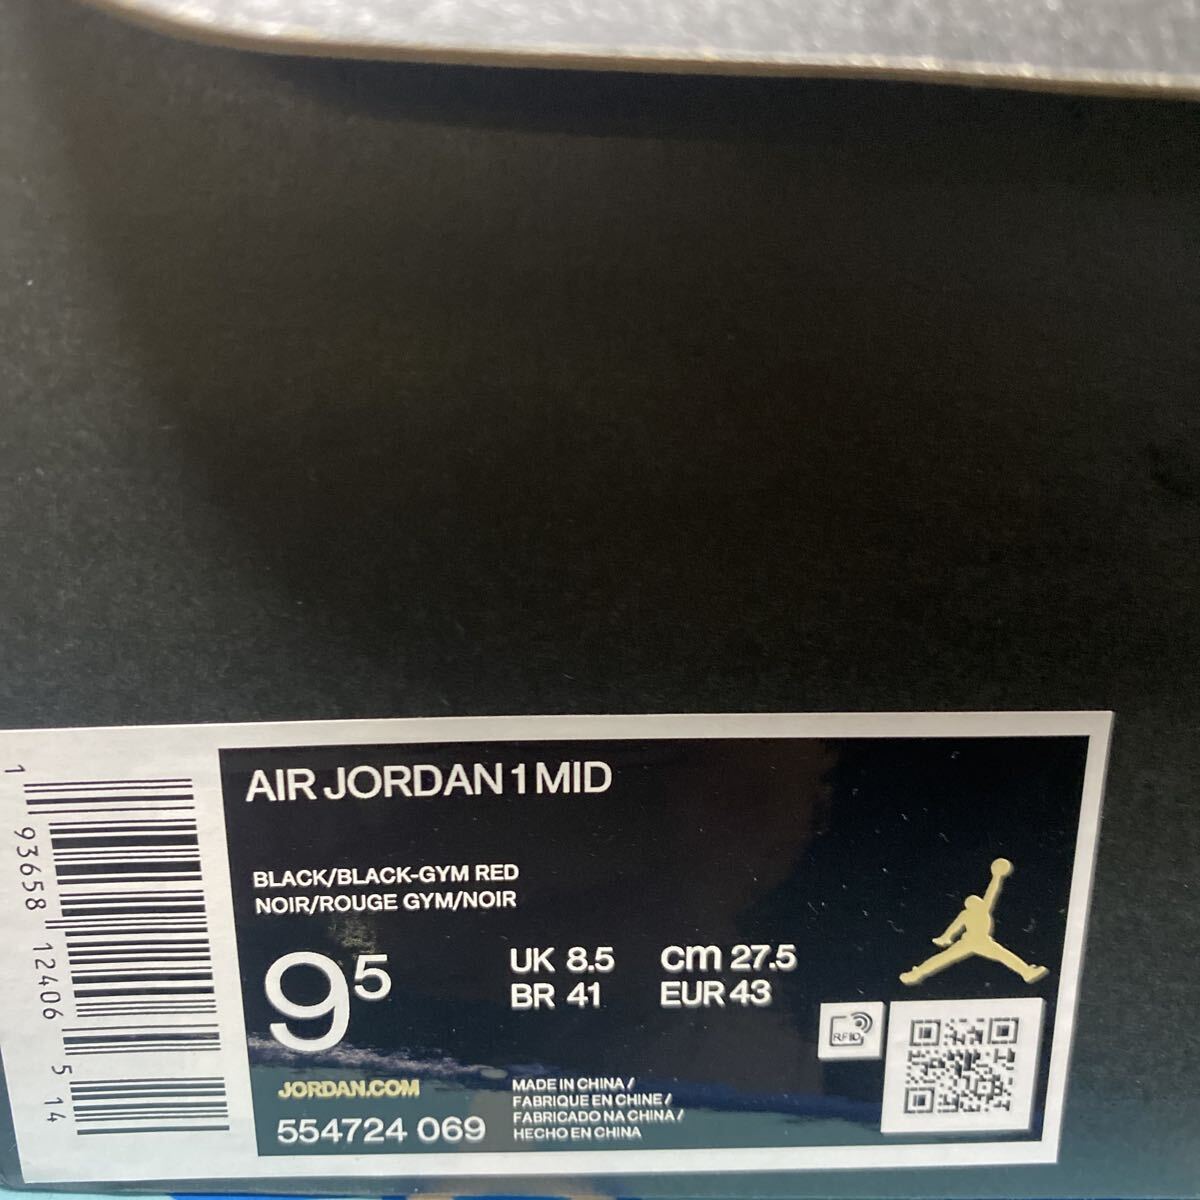 AIR JORDAN 1 MID
BLACK/BLACK-GYM RED
NOIR/ROUGE GYM/NOIR
9⁵
UK 8.5
cm 27.5
BR 41
EUR 43
RFID
JORDAN.COM
554724 069
MADE IN CHINA /
FABRIQUE EN CHINE /
FABRICADO NA CHINA /
HECHO EN CHINA
1 93658 12406 5 14